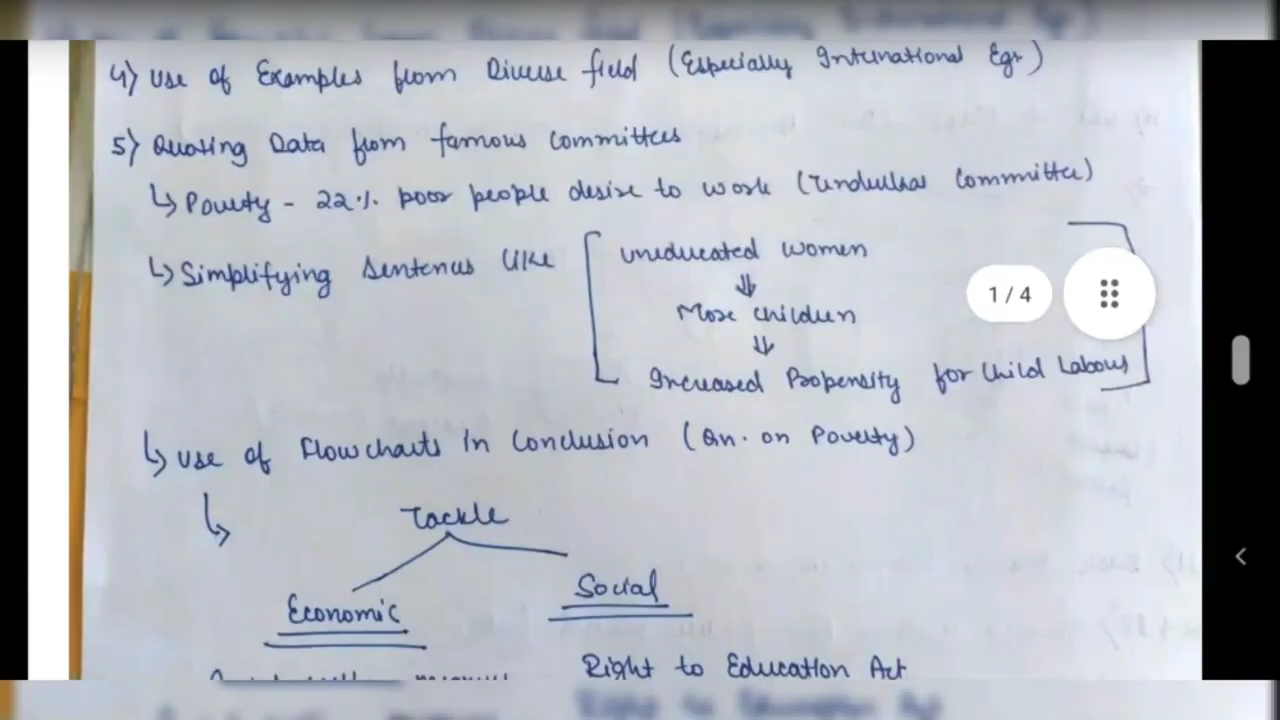 4) Use of Examples from Diverse field (Especially International Egs)
5) Quoting Data from famous committees
↳ Poverty - 22.1. poor people desire to work (Tendulkar Committee)
↳ Simplifying Sentences like
uneducated women
⇓
More children
⇓
Increased Propensity for Child Labour
1 / 4
↳ Use of Flowcharts In Conclusion (Qn. on Poverty)
↳ Tackle
Economic
Social
Right to Education Act